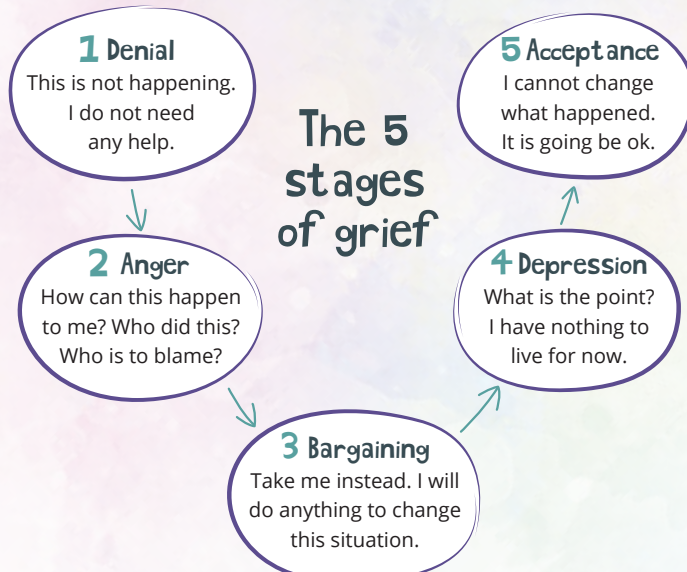 The 5
stages
of grief
1 Denial
This is not happening.
I do not need
any help.
2 Anger
How can this happen
to me? Who did this?
Who is to blame?
3 Bargaining
Take me instead. I will
do anything to change
this situation.
4 Depression
What is the point?
I have nothing to
live for now.
5 Acceptance
I cannot change
what happened.
It is going be ok.